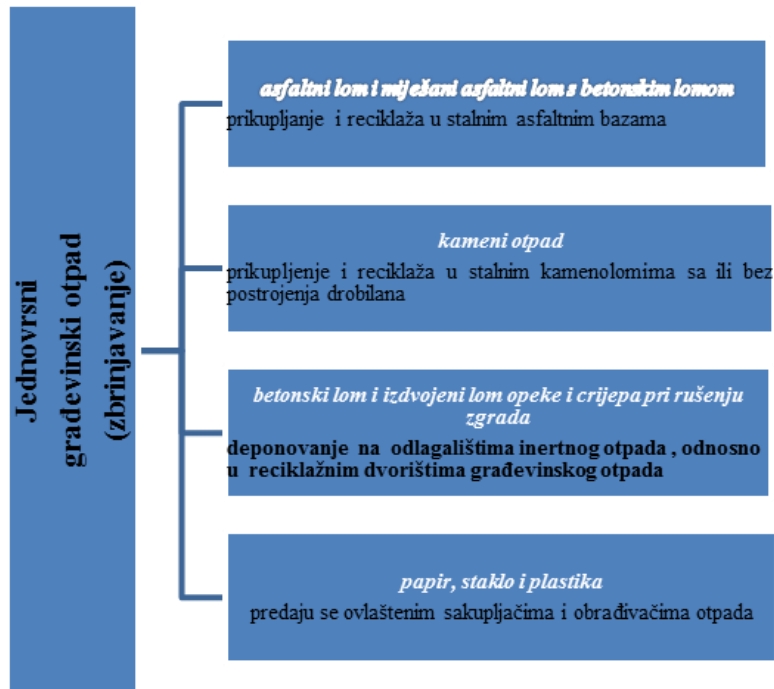 Jednovrsni
građevinski otpad
(zbrinjavanje)
asfaltni lom i miješani asfaltni lom s betonskim lomom
prikupljanje i reciklaža u stalnim asfaltnim bazama
kameni otpad
prikupljenje i reciklaža u stalnim kamenolomima sa ili bez
postrojenja drobilana
betonski lom i izdvojeni lom opeke i crijepa pri rušenju
zgrada
deponovanje na odlagalištima inertnog otpada , odnosno
u reciklažnim dvorištima građevinskog otpada
papir, staklo i plastika
predaju se ovlaštenim sakupljačima i obrađivačima otpada